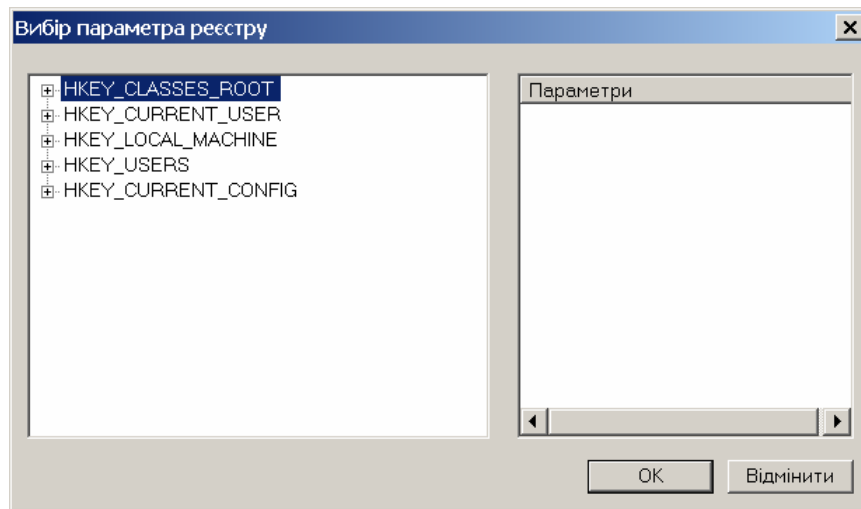 Вибір параметра реєстру
HKEY_CLASSES_ROOT
HKEY_CURRENT_USER
HKEY_LOCAL_MACHINE
HKEY_USERS
HKEY_CURRENT_CONFIG
Параметри
OK
Відмінити